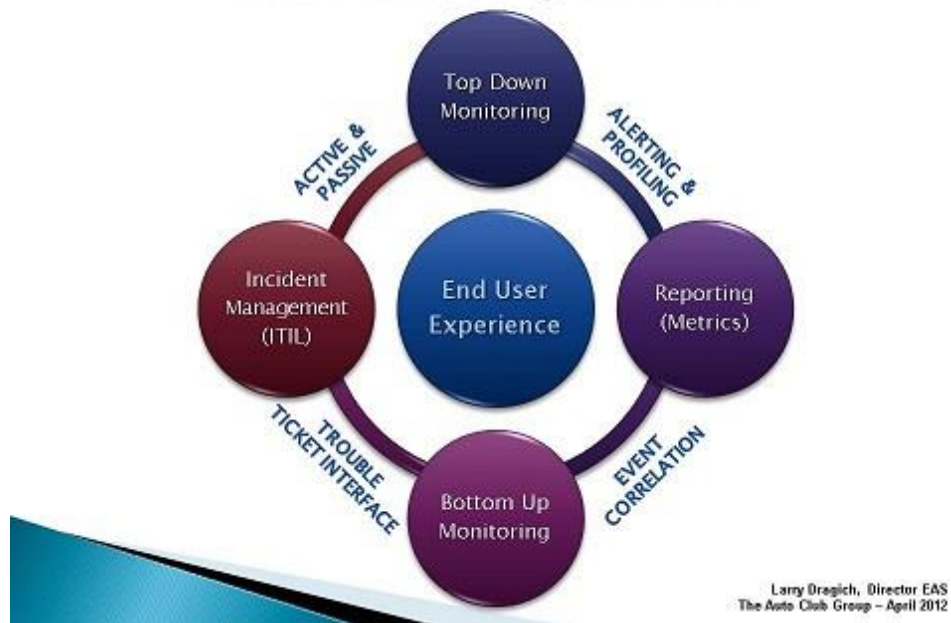 Top Down
Monitoring
ACTIVE &
PASSIVE
ALERTING &
PROFILING
Incident
Management
(ITIL)
End User
Experience
Reporting
(Metrics)
TROUBLE
TICKET INTERFACE
EVENT
CORRELATION
Bottom Up
Monitoring
Larry Dragich, Director EAS
The Auto Club Group – April 2012